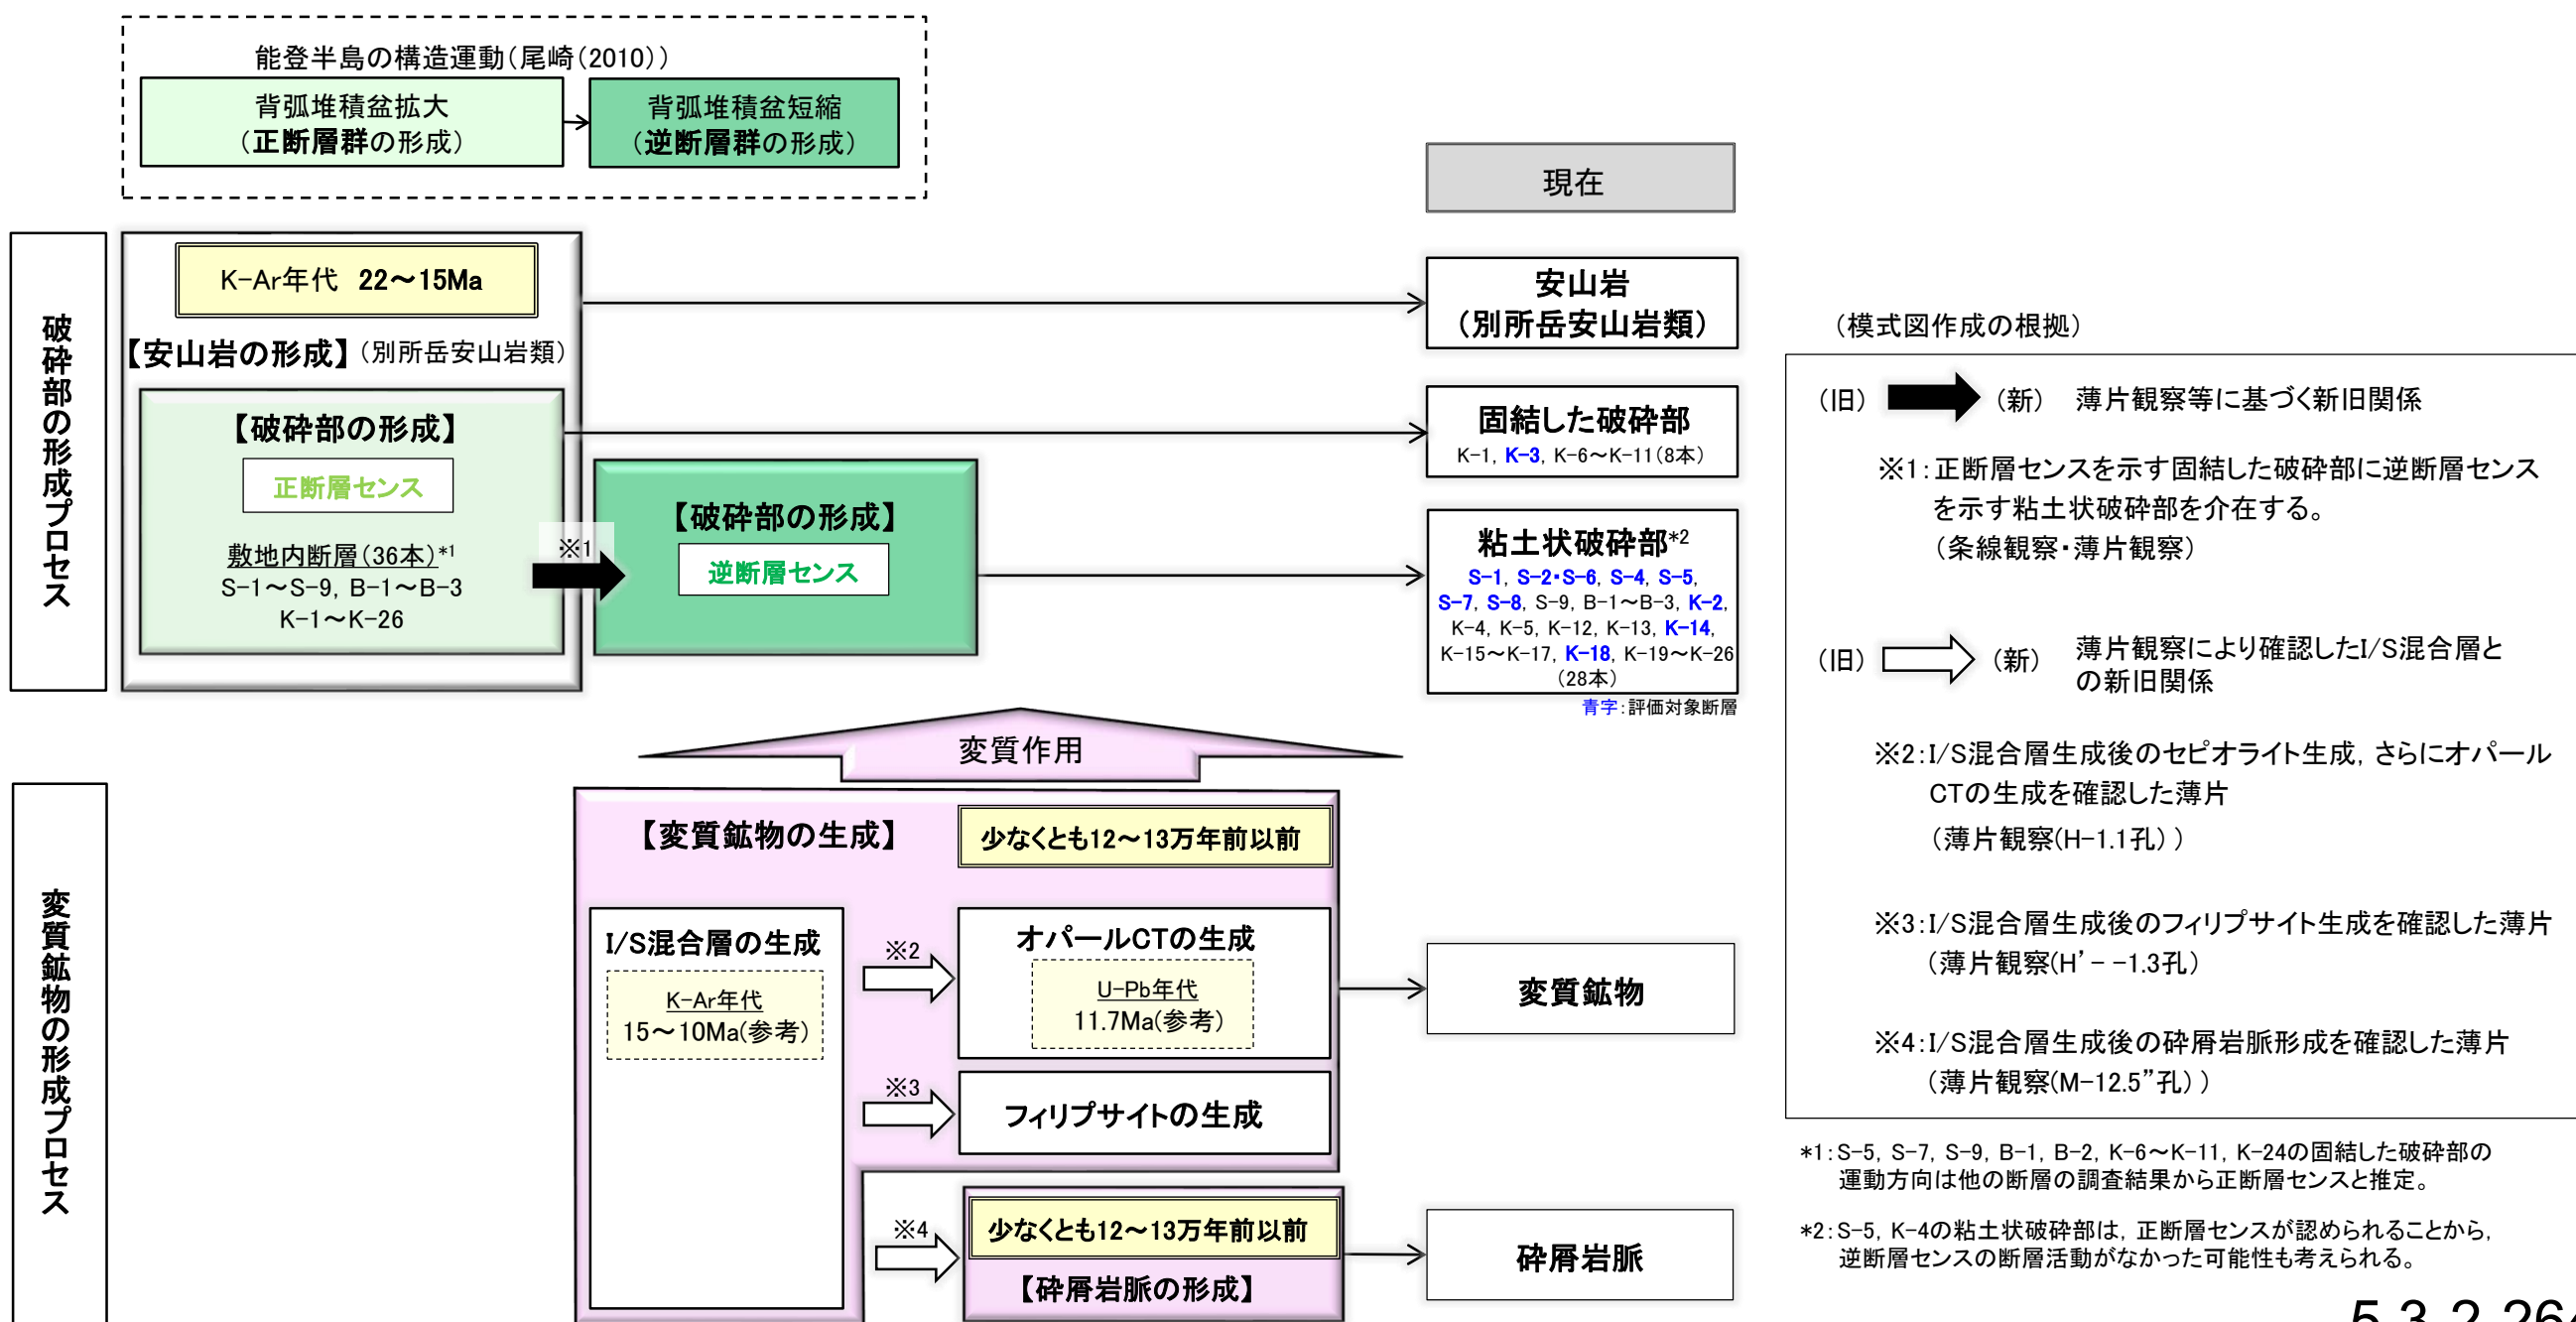 能登半島の構造運動(尾崎(2010))
背弧堆積盆拡大
(正断層群の形成)
背弧堆積盆短縮
(逆断層群の形成)
現在
破砕部の形成プロセス
K-Ar年代 22～15Ma
【安山岩の形成】(別所岳安山岩類)
【破砕部の形成】
正断層センス
敷地内断層(36本)*1
S-1～S-9, B-1～B-3
K-1～K-26
※1
【破砕部の形成】
逆断層センス
安山岩
(別所岳安山岩類)
固結した破砕部
K-1, K-3, K-6～K-11(8本)
粘土状破砕部*2
S-1, S-2・S-6, S-4, S-5,
S-7, S-8, S-9, B-1～B-3, K-2,
K-4, K-5, K-12, K-13, K-14,
K-15～K-17, K-18, K-19～K-26
(28本)
青字:評価対象断層
変質作用
変質鉱物の形成プロセス
【変質鉱物の生成】
少なくとも12～13万年前以前
I/S混合層の生成
K-Ar年代
15～10Ma(参考)
※2
オパールCTの生成
U-Pb年代
11.7Ma(参考)
※3
フィリプサイトの生成
変質鉱物
※4
少なくとも12～13万年前以前
【砕屑岩脈の形成】
砕屑岩脈
(模式図作成の根拠)
(旧) (新) 薄片観察等に基づく新旧関係
※1:正断層センスを示す固結した破砕部に逆断層センス
を示す粘土状破砕部を介在する。
(条線観察・薄片観察)
(旧) (新) 薄片観察により確認したI/S混合層と
の新旧関係
※2:I/S混合層生成後のセピオライト生成, さらにオパール
CTの生成を確認した薄片
(薄片観察(H-1.1孔))
※3:I/S混合層生成後のフィリプサイト生成を確認した薄片
(薄片観察(H’- -1.3孔)
※4:I/S混合層生成後の砕屑岩脈形成を確認した薄片
(薄片観察(M-12.5”孔))
*1:S-5, S-7, S-9, B-1, B-2, K-6～K-11, K-24の固結した破砕部の
運動方向は他の断層の調査結果から正断層センスと推定。
*2:S-5, K-4の粘土状破砕部は, 正断層センスが認められることから,
逆断層センスの断層活動がなかった可能性も考えられる。